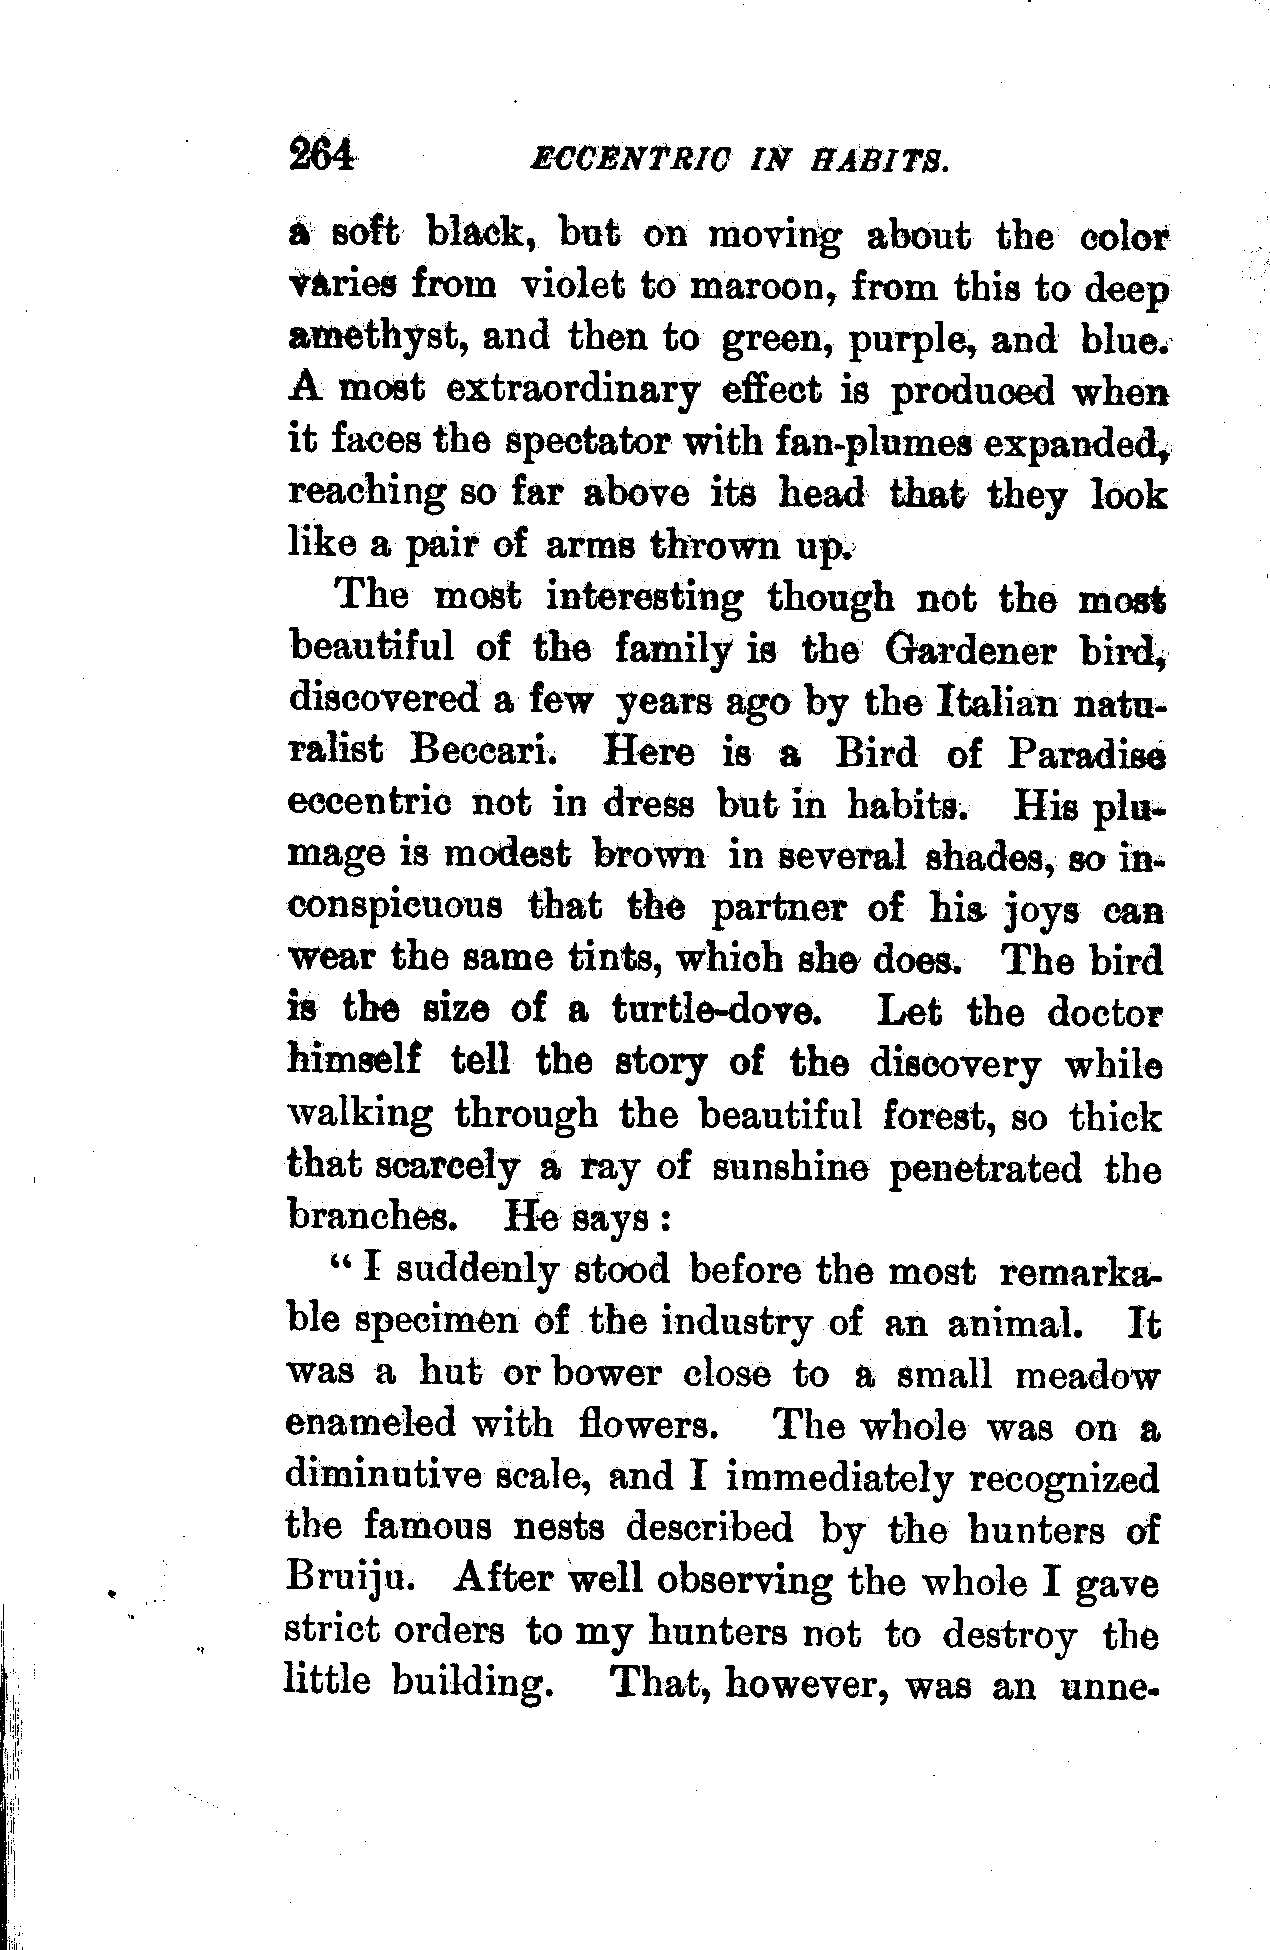 264 ECCENTRIC IN HABITS.
a soft black, but on moving about the color
varies from violet to maroon, from this to deep
amethyst, and then to green, purple, and blue.
A most extraordinary effect is produced when
it faces the spectator with fan-plumes expanded,
reaching so far above its head that they look
like a pair of arms thrown up.
The most interesting though not the most
beautiful of the family is the Gardener bird,
discovered a few years ago by the Italian natu-
ralist Beccari. Here is a Bird of Paradise
eccentric not in dress but in habits. His plu-
mage is modest brown in several shades, so in-
conspicuous that the partner of his joys can
wear the same tints, which she does. The bird
is the size of a turtle-dove. Let the doctor
himself tell the story of the discovery while
walking through the beautiful forest, so thick
that scarcely a ray of sunshine penetrated the
branches. He says:
“I suddenly stood before the most remarka-
ble specimen of the industry of an animal. It
was a hut or bower close to a small meadow
enameled with flowers. The whole was on a
diminutive scale, and I immediately recognized
the famous nests described by the hunters of
Bruiju. After well observing the whole I gave
strict orders to my hunters not to destroy the
little building. That, however, was an unne-